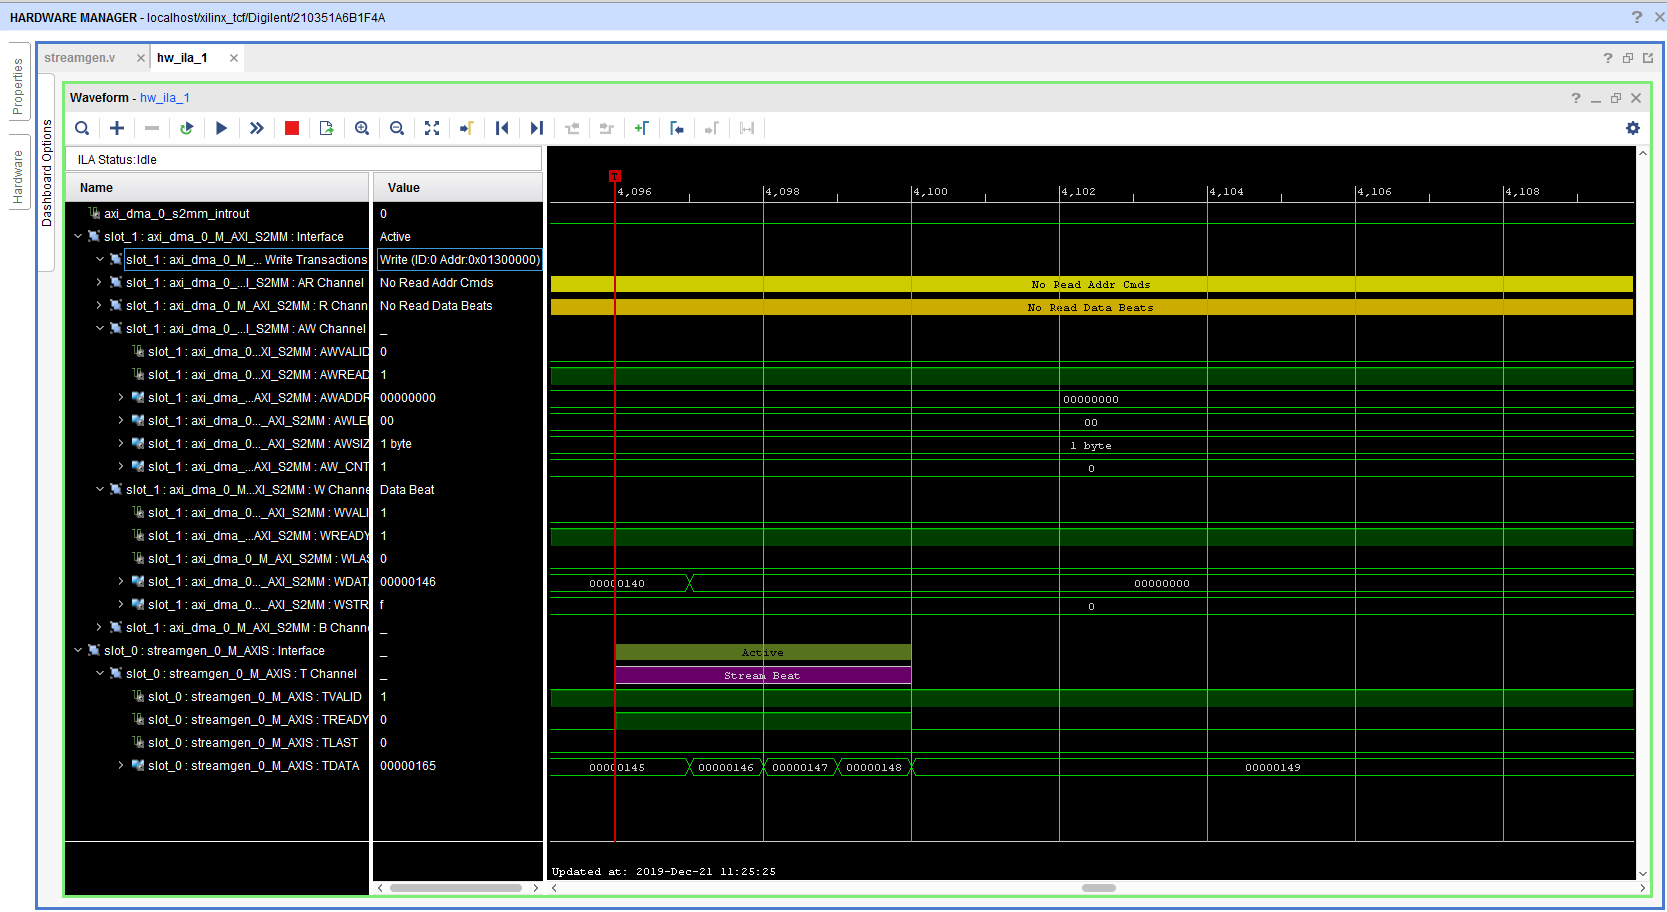 HARDWARE MANAGER - localhost/xilinx_tcf/Digilent/210351A6B1F4A
Properties
Hardware
Dashboard Options
streamgen.v
hw_ila_1
Waveform - hw_ila_1
ILA Status:Idle
Name Value
4,096 4,098 4,100 4,102 4,104 4,106 4,108
axi_dma_0_s2mm_introut 0
slot_1 : axi_dma_0_M_AXI_S2MM : Interface Active
slot_1 : axi_dma_0_M_... Write Transactions Write (ID:0 Addr:0x01300000)
slot_1 : axi_dma_0_...I_S2MM : AR Channel No Read Addr Cmds No Read Addr Cmds
slot_1 : axi_dma_0_M_AXI_S2MM : R Chann No Read Data Beats No Read Data Beats
slot_1 : axi_dma_0_...I_S2MM : AW Channel _
slot_1 : axi_dma_0...XI_S2MM : AWVALID 0
slot_1 : axi_dma_0...XI_S2MM : AWREAD 1
slot_1 : axi_dma_...AXI_S2MM : AWADDR 00000000 00000000
slot_1 : axi_dma_0..._AXI_S2MM : AWLE 00 00
slot_1 : axi_dma_0..._AXI_S2MM : AWSIZ 1 byte 1 byte
slot_1 : axi_dma_...AXI_S2MM : AW_CNT 1 0
slot_1 : axi_dma_0_M...XI_S2MM : W Channe Data Beat
slot_1 : axi_dma_0..._AXI_S2MM : WVALI 1
slot_1 : axi_dma_...AXI_S2MM : WREADY 1
slot_1 : axi_dma_0_M_AXI_S2MM : WLAS 0
slot_1 : axi_dma_0..._AXI_S2MM : WDAT 00000146 00000140 00000000
slot_1 : axi_dma_0..._AXI_S2MM : WSTR f 0
slot_1 : axi_dma_0_M_AXI_S2MM : B Chann _
slot_0 : streamgen_0_M_AXIS : Interface _ Active
slot_0 : streamgen_0_M_AXIS : T Channel _ Stream Beat
slot_0 : streamgen_0_M_AXIS : TVALID 1
slot_0 : streamgen_0_M_AXIS : TREADY 0
slot_0 : streamgen_0_M_AXIS : TLAST 0
slot_0 : streamgen_0_M_AXIS : TDATA 00000165 00000145 00000146 00000147 00000148 00000149
Updated at: 2019-Dec-21 11:25:25